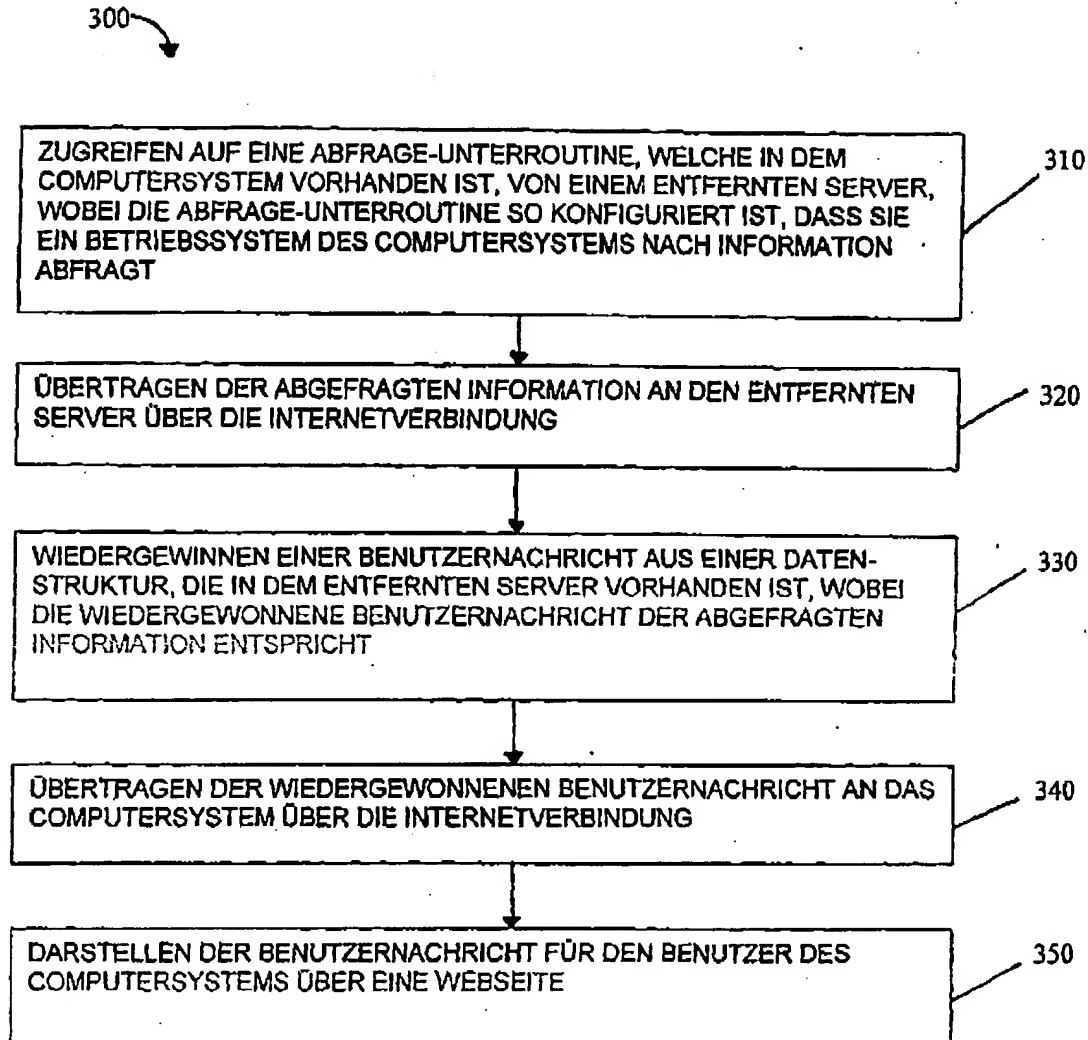 300
ZUGREIFEN AUF EINE ABFRAGE-UNTERROUTINE, WELCHE IN DEM
COMPUTERSYSTEM VORHANDEN IST, VON EINEM ENTFERNTEN SERVER,
WOBEI DIE ABFRAGE-UNTERROUTINE SO KONFIGURIERT IST, DASS SIE
EIN BETRIEBSSYSTEM DES COMPUTERSYSTEMS NACH INFORMATION
ABFRAGT
310
ÜBERTRAGEN DER ABGEFRAGTEN INFORMATION AN DEN ENTFERNTEN
SERVER ÜBER DIE INTERNETVERBINDUNG
320
WIEDERGEWINNEN EINER BENUTZERNACHRICHT AUS EINER DATEN-
STRUKTUR, DIE IN DEM ENTFERNTEN SERVER VORHANDEN IST, WOBEI
DIE WIEDERGEWONNENE BENUTZERNACHRICHT DER ABGEFRAGTEN
INFORMATION ENTSPRICHT
330
ÜBERTRAGEN DER WIEDERGEWONNENEN BENUTZERNACHRICHT AN DAS
COMPUTERSYSTEM ÜBER DIE INTERNETVERBINDUNG
340
DARSTELLEN DER BENUTZERNACHRICHT FÜR DEN BENUTZER DES
COMPUTERSYSTEMS ÜBER EINE WEBSEITE
350